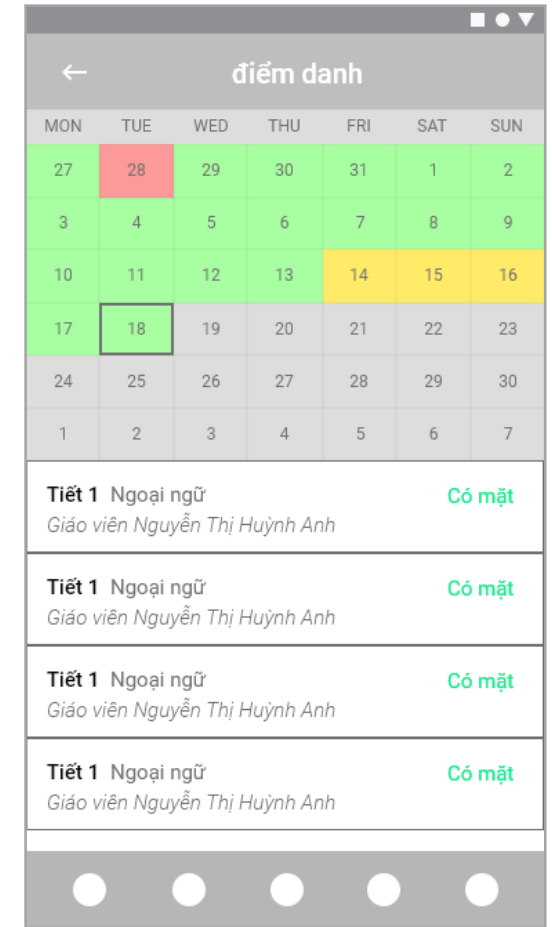 điểm danh
MON TUE WED THU FRI SAT SUN
27 28 29 30 31 1 2
3 4 5 6 7 8 9
10 11 12 13 14 15 16
17 18 19 20 21 22 23
24 25 26 27 28 29 30
1 2 3 4 5 6 7
Tiết 1 Ngoại ngữ Có mặt
Giáo viên Nguyễn Thị Huỳnh Anh
Tiết 1 Ngoại ngữ Có mặt
Giáo viên Nguyễn Thị Huỳnh Anh
Tiết 1 Ngoại ngữ Có mặt
Giáo viên Nguyễn Thị Huỳnh Anh
Tiết 1 Ngoại ngữ Có mặt
Giáo viên Nguyễn Thị Huỳnh Anh